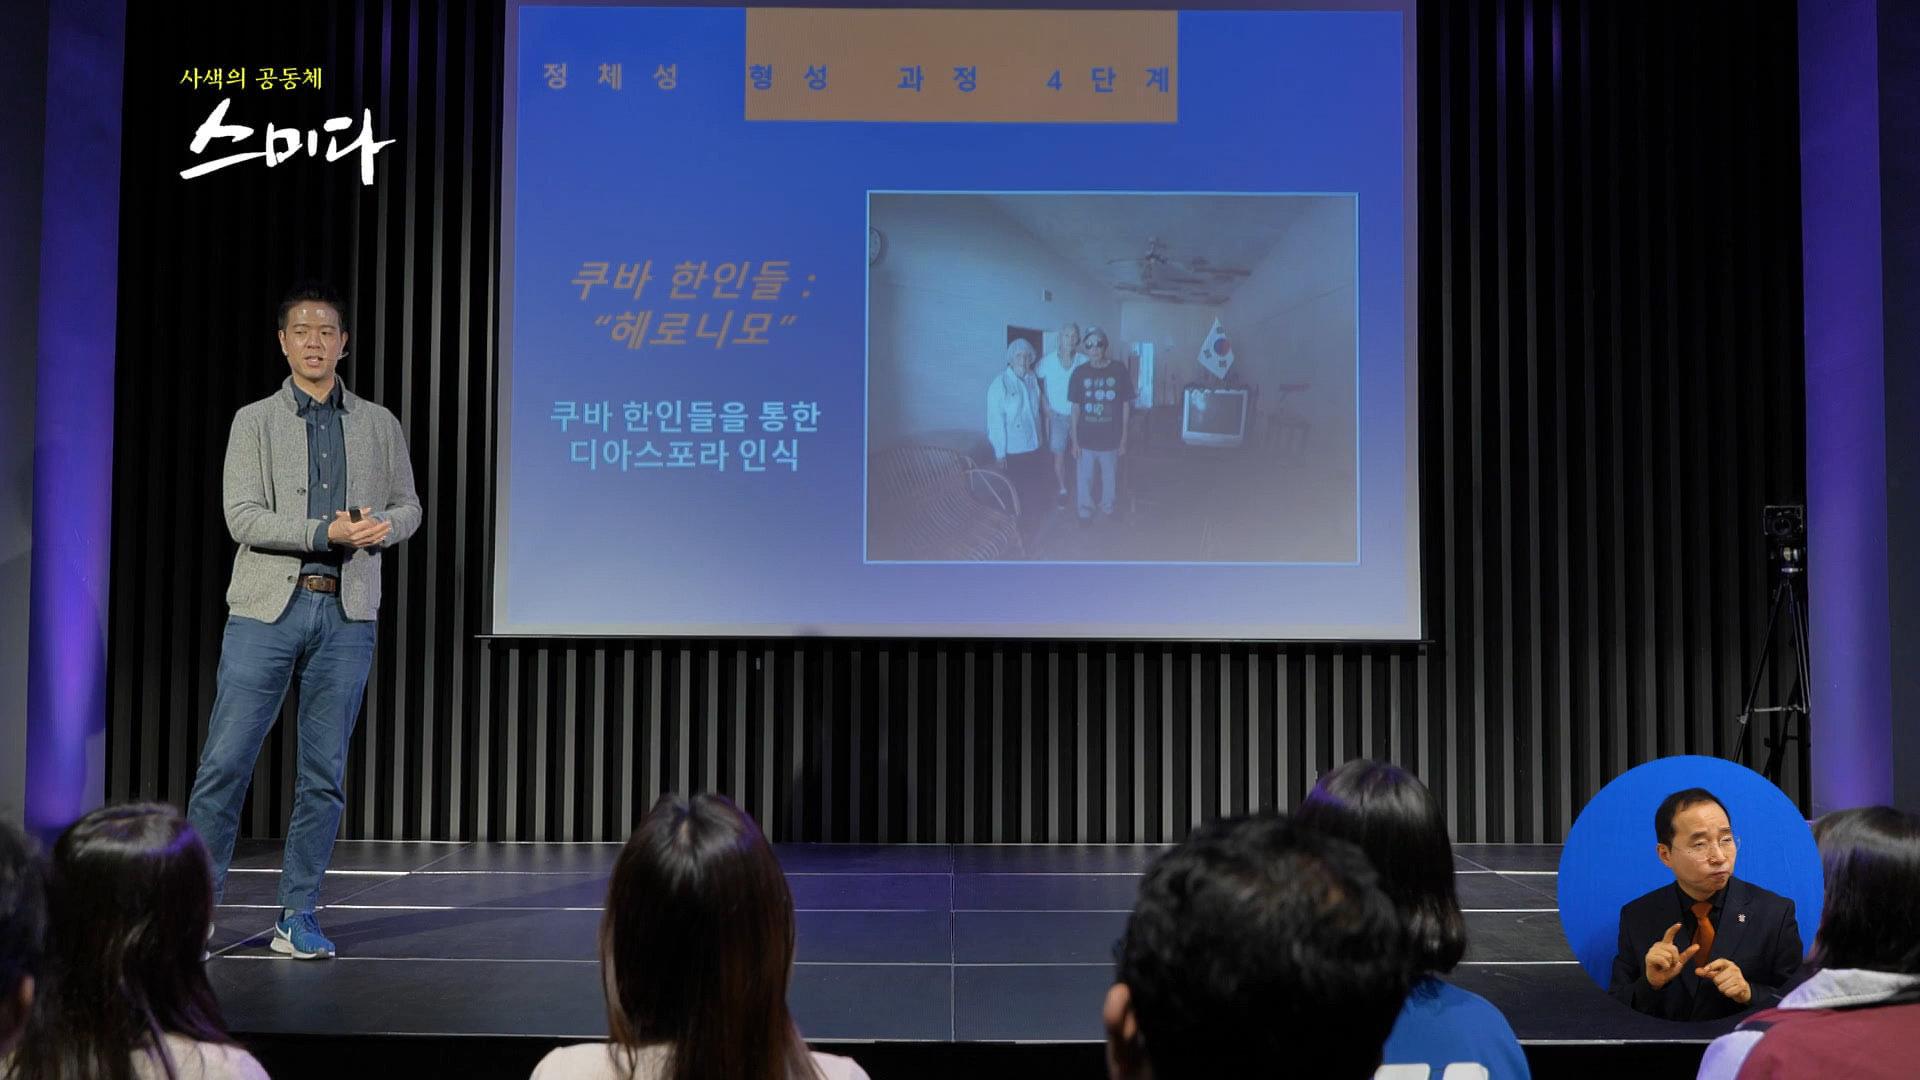 사색의 공동체
스미다
정체성 형성 과정 4단계
쿠바 한인들 :
“헤로니모”
쿠바 한인들을 통한
디아스포라 인식